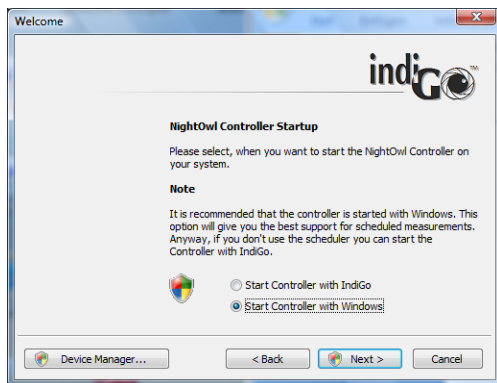 Welcome
indiGO™
NightOwl Controller Startup
Please select, when you want to start the NightOwl Controller on
your system.
Note
It is recommended that the controller is started with Windows. This
option will give you the best support for scheduled measurements.
Anyway, if you don't use the scheduler you can start the
Controller with IndiGo.
Start Controller with IndiGo
Start Controller with Windows
Device Manager...
< Back
Next >
Cancel